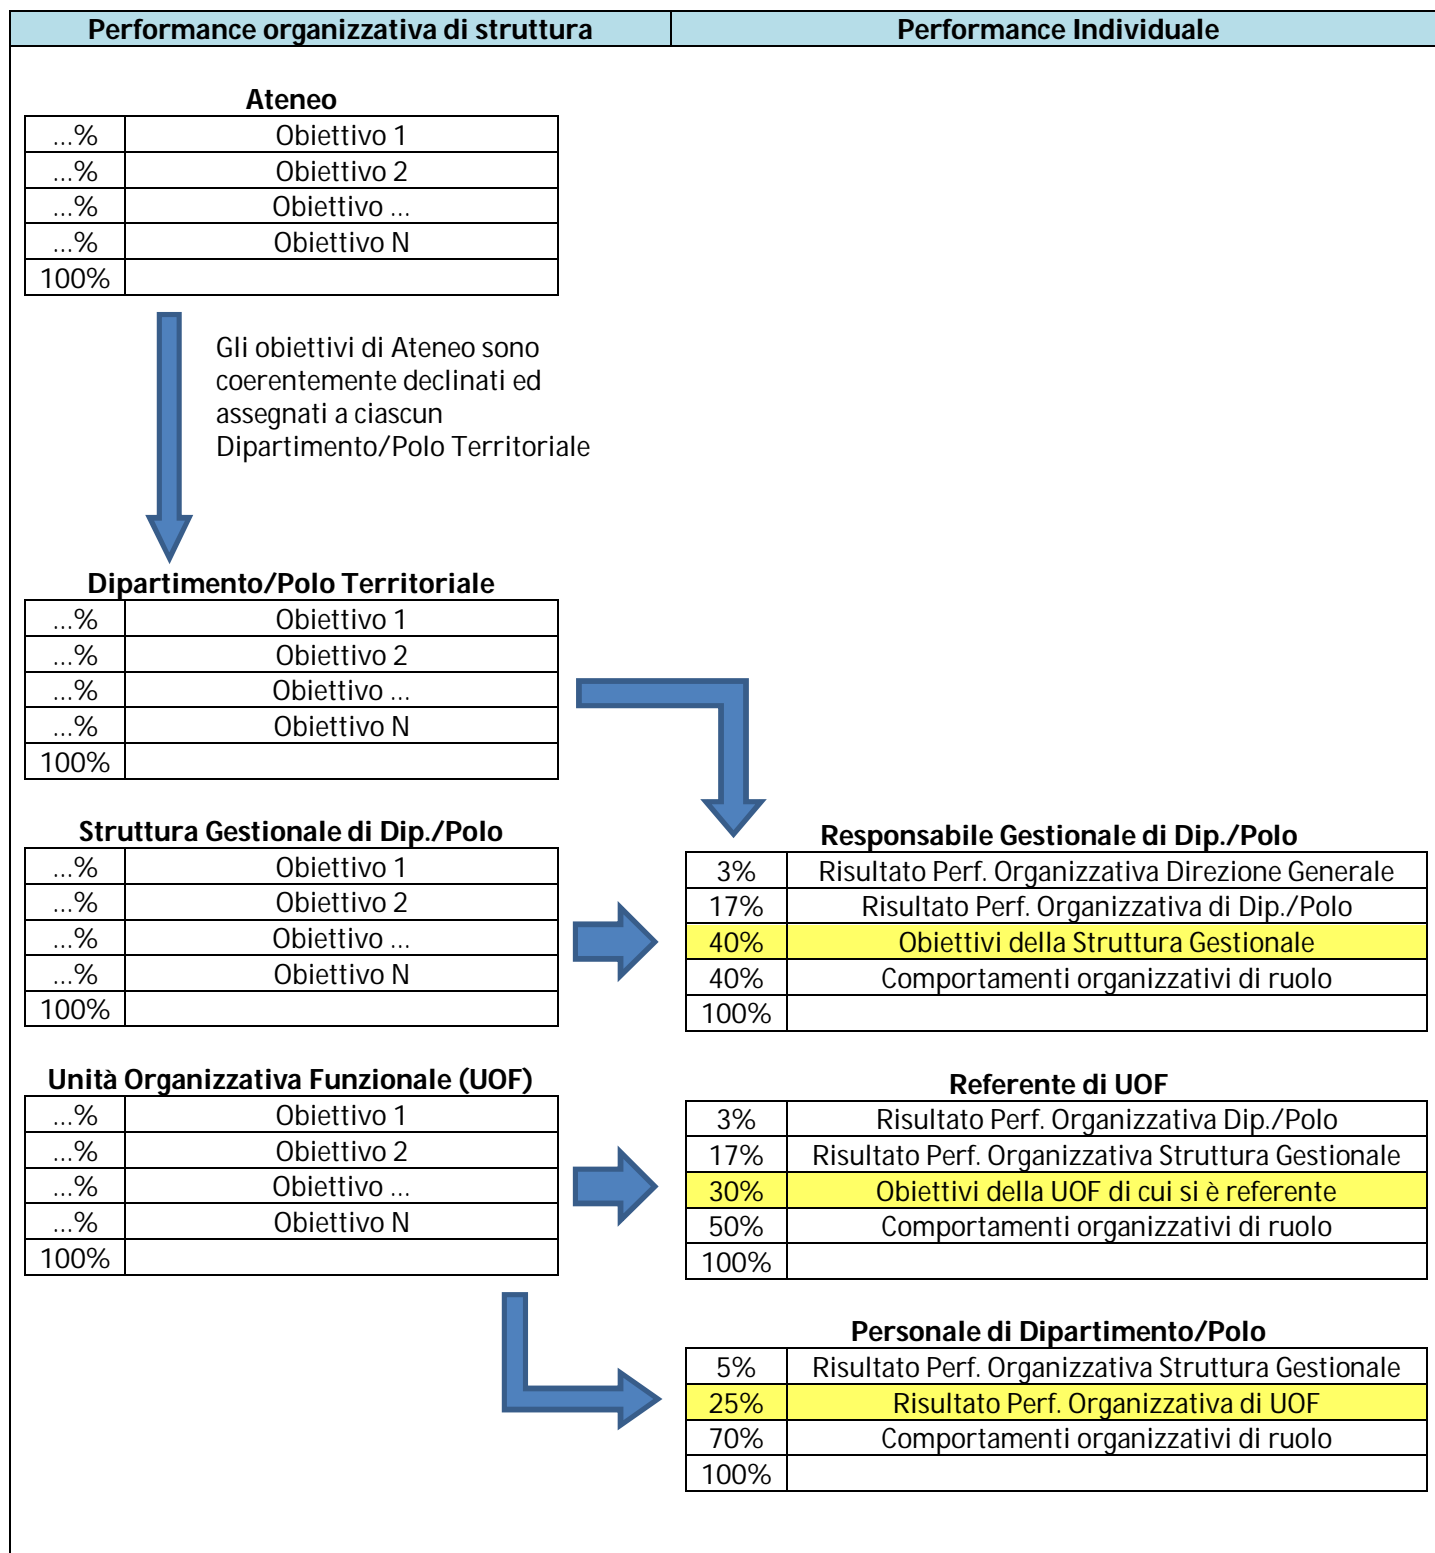 Performance organizzativa di struttura
Performance Individuale
Ateneo
...% Obiettivo 1
...% Obiettivo 2
...% Obiettivo ...
...% Obiettivo N
100%
Gli obiettivi di Ateneo sono
coerentemente declinati ed
assegnati a ciascun
Dipartimento/Polo Territoriale
Dipartimento/Polo Territoriale
...% Obiettivo 1
...% Obiettivo 2
...% Obiettivo ...
...% Obiettivo N
100%
Struttura Gestionale di Dip./Polo
...% Obiettivo 1
...% Obiettivo 2
...% Obiettivo ...
...% Obiettivo N
100%
Responsabile Gestionale di Dip./Polo
3% Risultato Perf. Organizzativa Direzione Generale
17% Risultato Perf. Organizzativa di Dip./Polo
40% Obiettivi della Struttura Gestionale
40% Comportamenti organizzativi di ruolo
100%
Unità Organizzativa Funzionale (UOF)
...% Obiettivo 1
...% Obiettivo 2
...% Obiettivo ...
...% Obiettivo N
100%
Referente di UOF
3% Risultato Perf. Organizzativa Dip./Polo
17% Risultato Perf. Organizzativa Struttura Gestionale
30% Obiettivi della UOF di cui si è referente
50% Comportamenti organizzativi di ruolo
100%
Personale di Dipartimento/Polo
5% Risultato Perf. Organizzativa Struttura Gestionale
25% Risultato Perf. Organizzativa di UOF
70% Comportamenti organizzativi di ruolo
100%